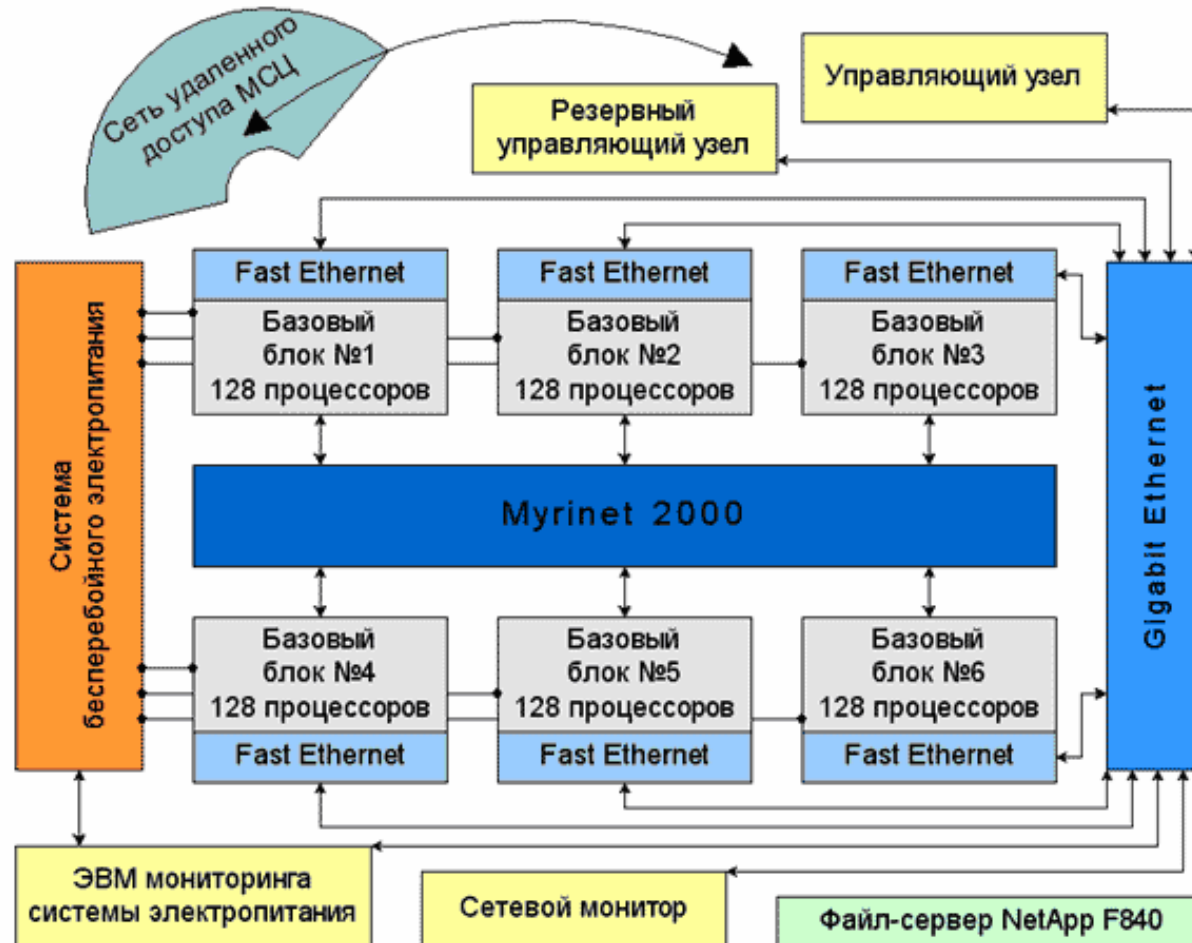 Сеть удаленного
доступа МСЦ
Управляющий узел
Резервный
управляющий узел
Fast Ethernet
Fast Ethernet
Fast Ethernet
Базовый
блок №1
128 процессоров
Базовый
блок №2
128 процессоров
Базовый
блок №3
128 процессоров
Система
бесперебойного электропитания
Myrinet 2000
Gigabit Ethernet
Базовый
блок №4
128 процессоров
Базовый
блок №5
128 процессоров
Базовый
блок №6
128 процессоров
Fast Ethernet
Fast Ethernet
Fast Ethernet
ЭВМ мониторинга
системы электропитания
Сетевой монитор
Файл-сервер NetApp F840